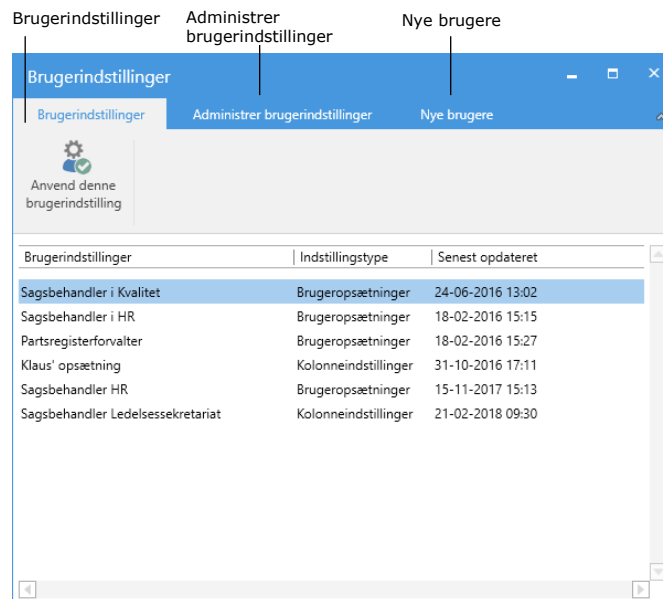 Brugerindstillinger
Administrer
brugerindstillinger
Nye brugere
Brugerindstillinger
Brugerindstillinger Administrer brugerindstillinger Nye brugere
Anvend denne
brugerindstilling
Brugerindstillinger Indstillingstype Senest opdateret
Sagsbehandler i Kvalitet Brugeropsætninger 24-06-2016 13:02
Sagsbehandler i HR Brugeropsætninger 18-02-2016 15:15
Partsregisterforvalter Brugeropsætninger 18-02-2016 15:27
Klaus' opsætning Kolonneindstillinger 31-10-2016 17:11
Sagsbehandler HR Brugeropsætninger 15-11-2017 15:13
Sagsbehandler Ledelsessekretariat Kolonneindstillinger 21-02-2018 09:30